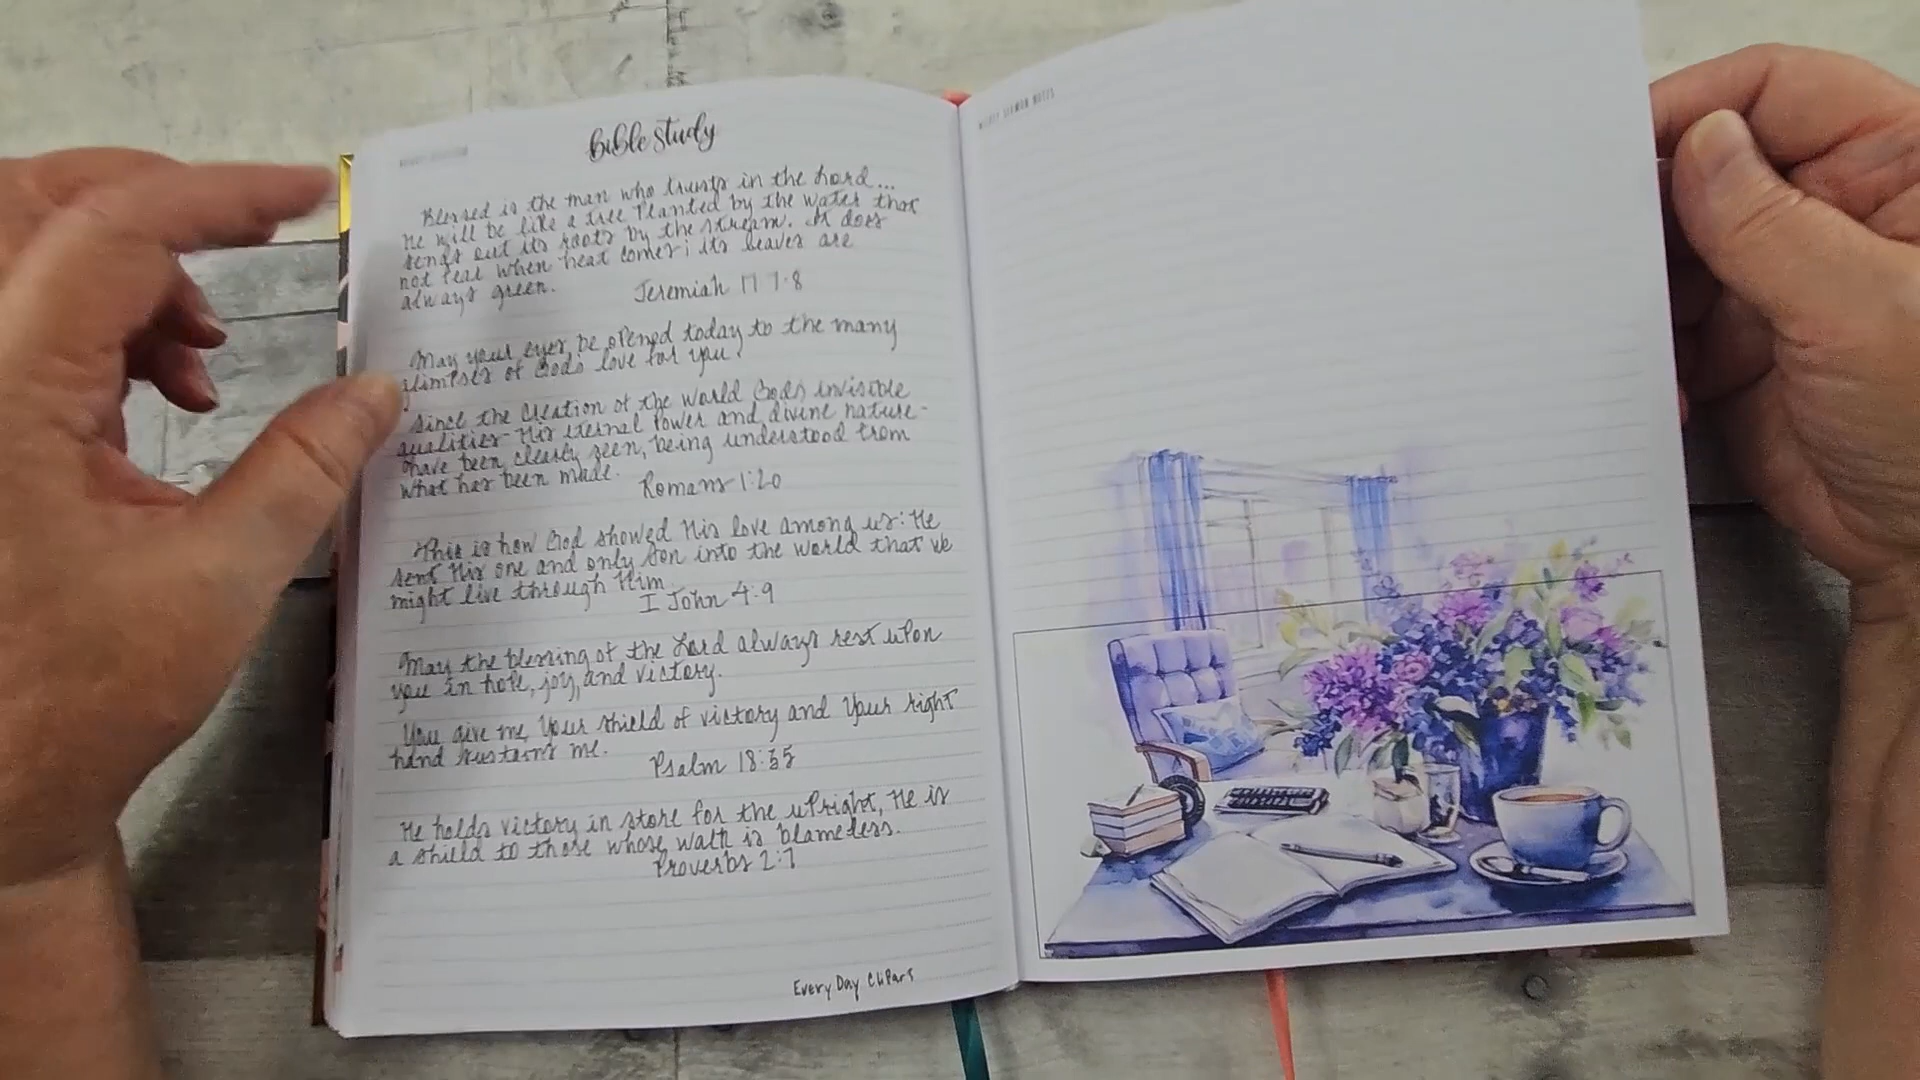 bible study
Blessed is the man who trusts in the Lord...
He will be like a tree planted by the water that
sends out its roots by the stream. It does
not fear when heat comes; its leaves are
always green.
Jeremiah 17 7-8
May your eyes be opened today to the many
glimpses of God's love for you.
Since the creation of the world God's invisible
qualities - His eternal power and divine nature -
have been clearly seen, being understood from
what has been made.
Romans 1:20
This is how God showed His love among us: He
sent His one and only Son into the world that we
might live through Him
I John 4:9
May the blessing of the Lord always rest upon
you in hope, joy, and victory.
You give me Your shield of victory and Your right
hand sustains me.
Psalm 18:35
He holds victory in store for the upright, He is
a shield to those whose walk is blameless.
Proverbs 2:7
Every Day Clipart
WEEKLY SERMON NOTES